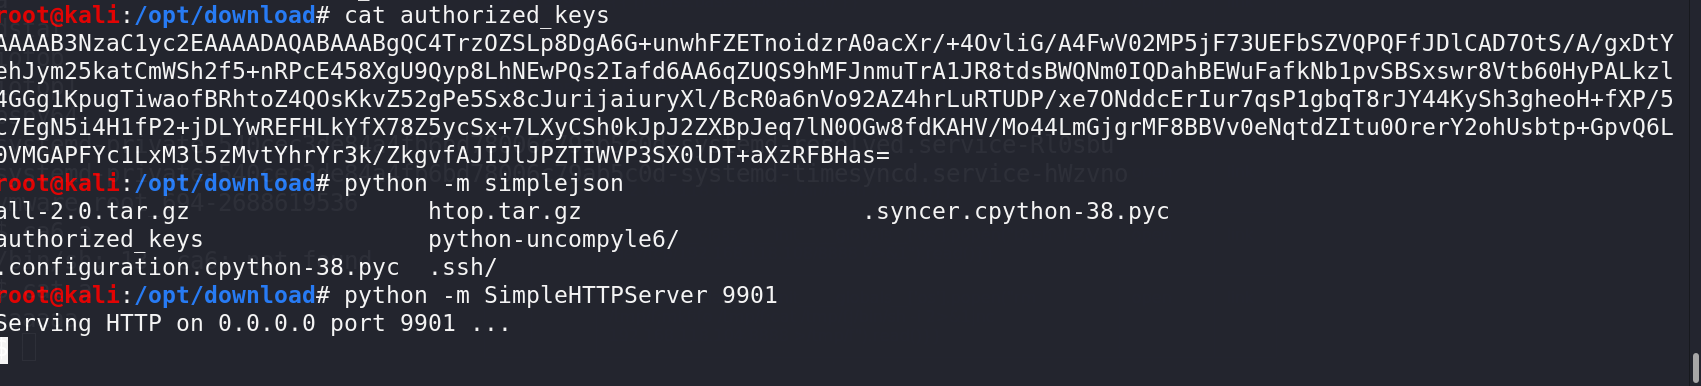 root@kali:/opt/download# cat authorized_keys
AAAAB3NzaC1yc2EAAAADAQABAAABgQC4TrzOZSLp8DgA6G+unwhFZETnoidzrA0acXr/+4OvliG/A4FwV02MP5jF73UEFbSZVQPQFfJDlCAD7OtS/A/gxDtY
ehJym25katCmWSh2f5+nRPcE458XgU9Qyp8LhNEwPQs2Iafd6AA6qZUQS9hMFJnmuTrA1JR8tdsBWQNm0IQDahBEWuFafkNb1pvSBSxswr8Vtb60HyPALkzl
4GGg1KpugTiwaofBRhtoZ4QOsKkvZ52gPe5Sx8cJurijaiuryXl/BcR0a6nVo92AZ4hrLuRTUDP/xe7ONddcErIur7qsP1gbqT8rJY44KySh3gheoH+fXP/5
C7EgN5i4H1fP2+jDLYwREFHLkYfX78Z5ycSx+7LXyCSh0kJpJ2ZXBpJeq7lN0OGw8fdKAHV/Mo44LmGjgrMF8BBVv0eNqtdZItu0OrerY2ohUsbtp+GpvQ6L
0VMGAPFYc1LxM3l5zMvtYhrYr3k/ZkgvfAJIJlJPZTIWVP3SX0lDT+aXzRFBHas=
root@kali:/opt/download# python -m simplejson
all-2.0.tar.gz htop.tar.gz .syncer.cpython-38.pyc
authorized_keys python-uncompyle6/
.configuration.cpython-38.pyc .ssh/
root@kali:/opt/download# python -m SimpleHTTPServer 9901
Serving HTTP on 0.0.0.0 port 9901 ...